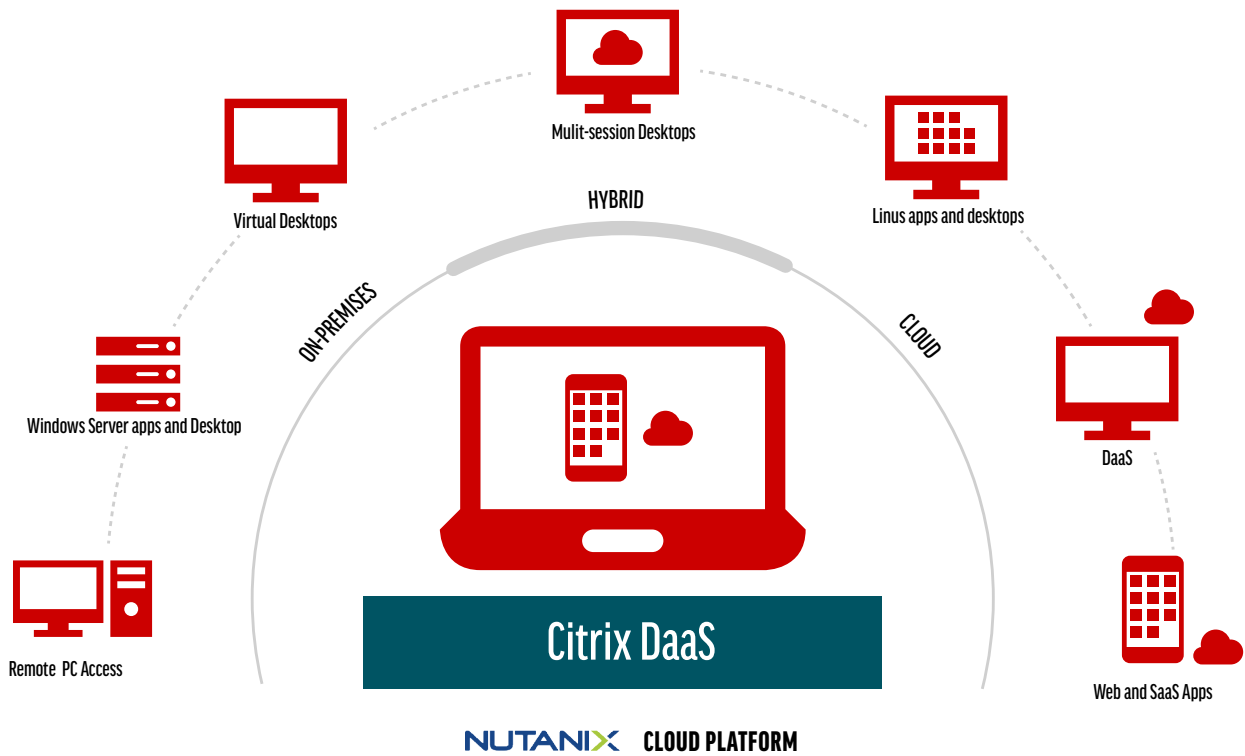 Mulit-session Desktops
Virtual Desktops
Linus apps and desktops
HYBRID
ON-PREMISES
CLOUD
Windows Server apps and Desktop
DaaS
Citrix DaaS
Remote PC Access
Web and SaaS Apps
NUTANIX CLOUD PLATFORM